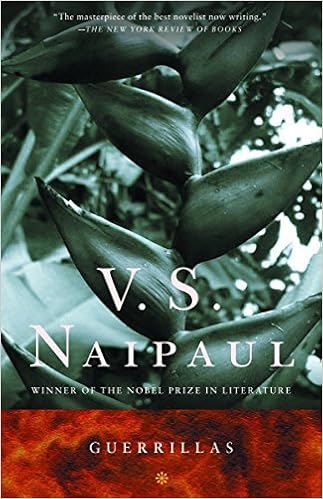 "The masterpiece of the best novelist now writing."
—THE NEW YORK REVIEW OF BOOKS
V. S.
NAIPAUL
WINNER OF THE NOBEL PRIZE IN LITERATURE
GUERRILLAS